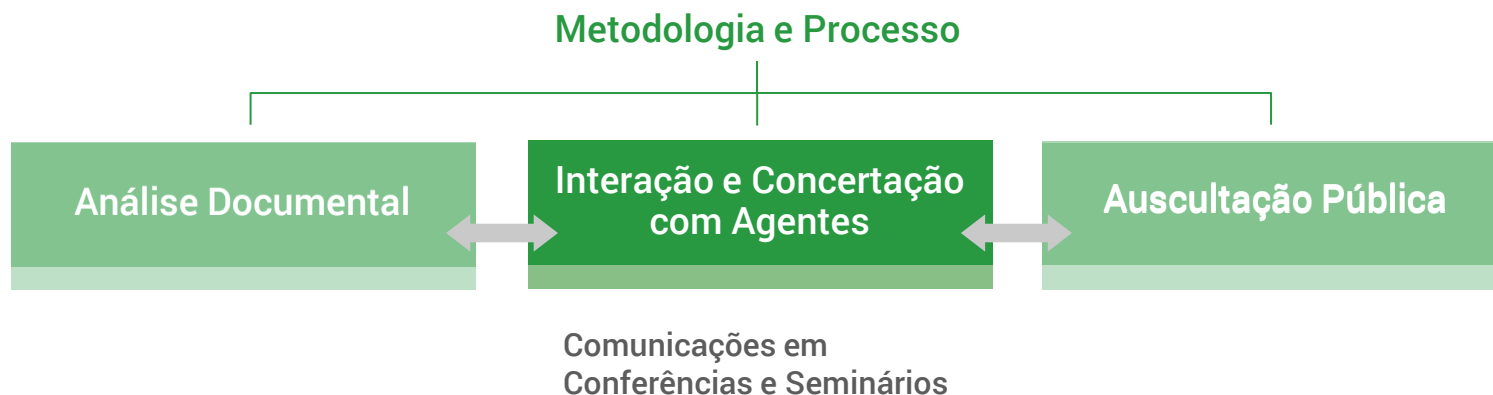 Metodologia e Processo
Análise Documental
Interação e Concertação
com Agentes
Auscultação Pública
Comunicações em
Conferências e Seminários